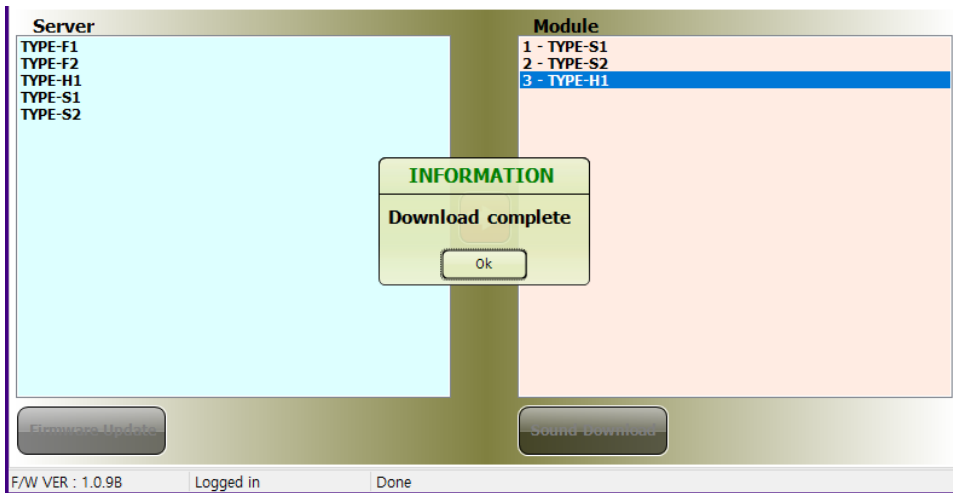 Server
TYPE-F1
TYPE-F2
TYPE-H1
TYPE-S1
TYPE-S2
Module
1 - TYPE-S1
2 - TYPE-S2
3 - TYPE-H1
INFORMATION
Download complete
Ok
Firmware Update
Sound Download
F/W VER : 1.0.9B
Logged in
Done